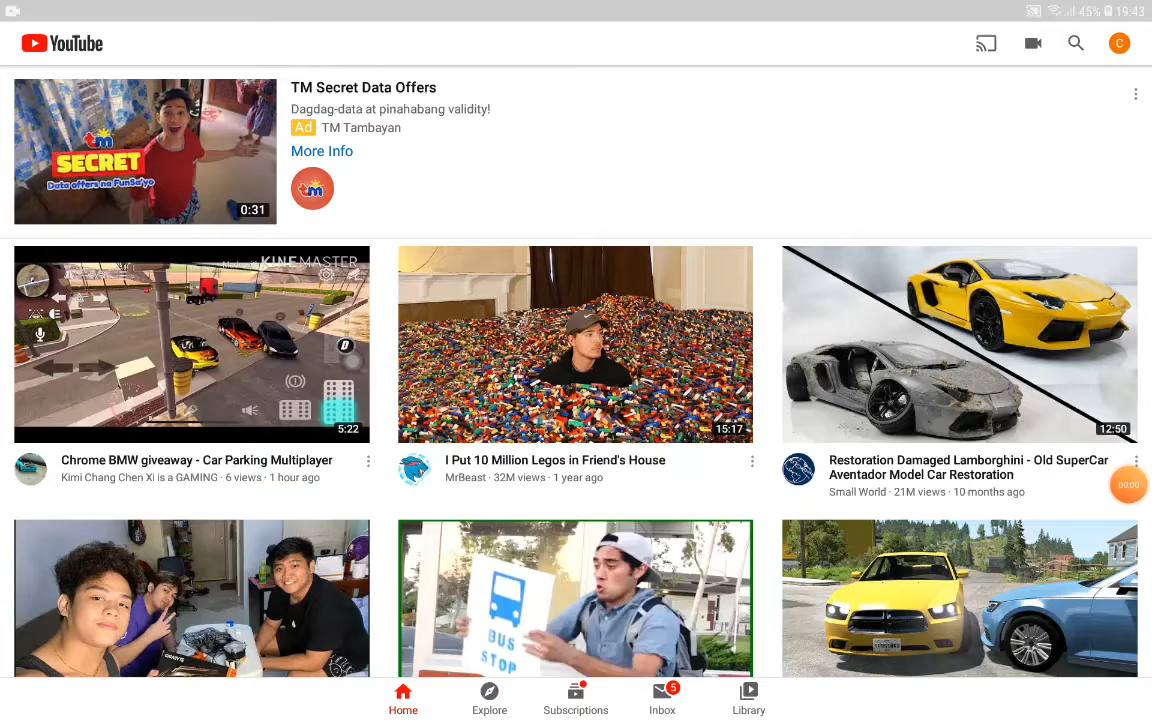 45% 19:43
YouTube
C
TM Secret Data Offers
Dagdag-data at pinahabang validity!
Ad TM Tambayan
More Info
tm
tm
SECRET
Data offers na FunSa'yo
0:31
KINEMASTER
D
5:22
15:17
12:50
Chrome BMW giveaway - Car Parking Multiplayer
Kimi Chang Chen Xi is a GAMING · 6 views · 1 hour ago
I Put 10 Million Legos in Friend's House
MrBeast · 32M views · 1 year ago
Restoration Damaged Lamborghini - Old SuperCar
Aventador Model Car Restoration
Small World · 21M views · 10 months ago
00:00
BUS
STOP
Home
Explore
Subscriptions
5
Inbox
Library